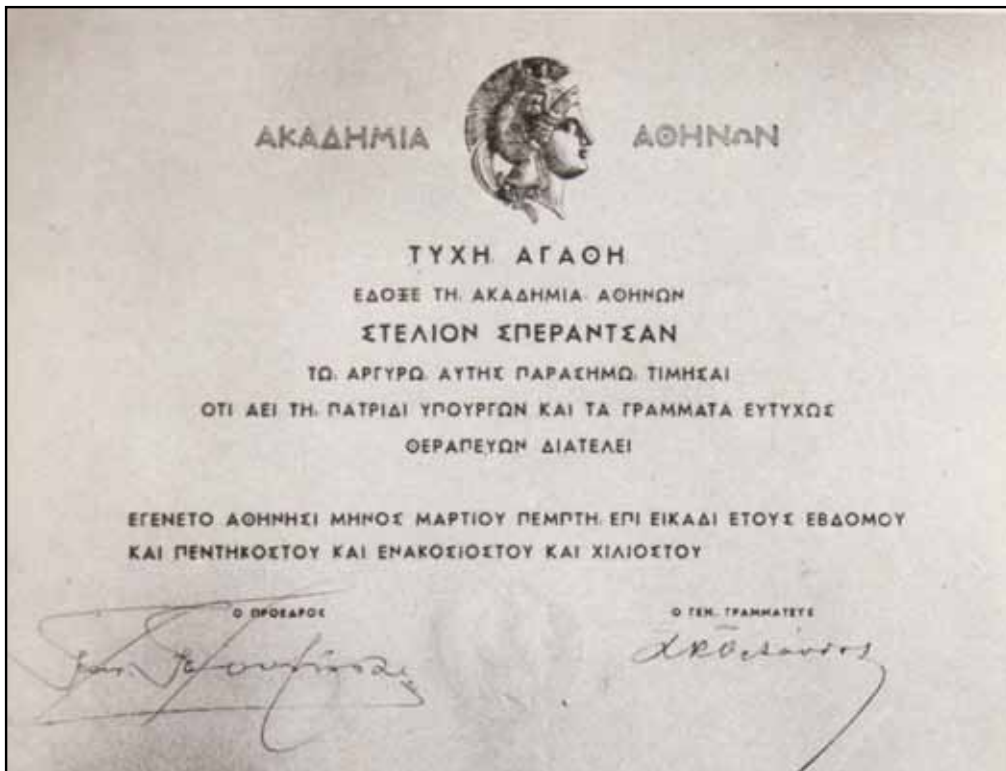 ΑΚΑΔΗΜΙΑ ΑΘΗΝΩΝ
ΤΥΧΗ, ΑΓΑΘΗ
ΕΔΟΞΕ ΤΗ, ΑΚΑΔΗΜΙΑ ΑΘΗΝΩΝ
ΣΤΕΛΙΟΝ ΣΠΕΡΑΝΤΣΑΝ
ΤΩ, ΑΡΓΥΡΩ, ΑΥΤΗΣ ΠΑΡΑΣΗΜΩ, ΤΙΜΗΣΑΙ
ΟΤΙ ΑΕΙ ΤΗ, ΠΑΤΡΙΔΙ ΥΠΟΥΡΓΩΝ ΚΑΙ ΤΑ ΓΡΑΜΜΑΤΑ ΕΥΤΥΧΩΣ
ΘΕΡΑΠΕΥΩΝ ΔΙΑΤΕΛΕΙ
ΕΓΕΝΕΤΟ ΑΘΗΝΗΣΙ ΜΗΝΟΣ ΜΑΡΤΙΟΥ ΠΕΜΠΤΗ, ΕΠΙ ΕΙΚΑΔΙ ΕΤΟΥΣ ΕΒΔΟΜΟΥ
ΚΑΙ ΠΕΝΤΗΚΟΣΤΟΥ ΚΑΙ ΕΝΑΚΟΣΙΟΣΤΟΥ ΚΑΙ ΧΙΛΙΟΣΤΟΥ
Ο ΠΡΟΕΔΡΟΣ Ο ΓΕΝ. ΓΡΑΜΜΑΤΕΥΣ